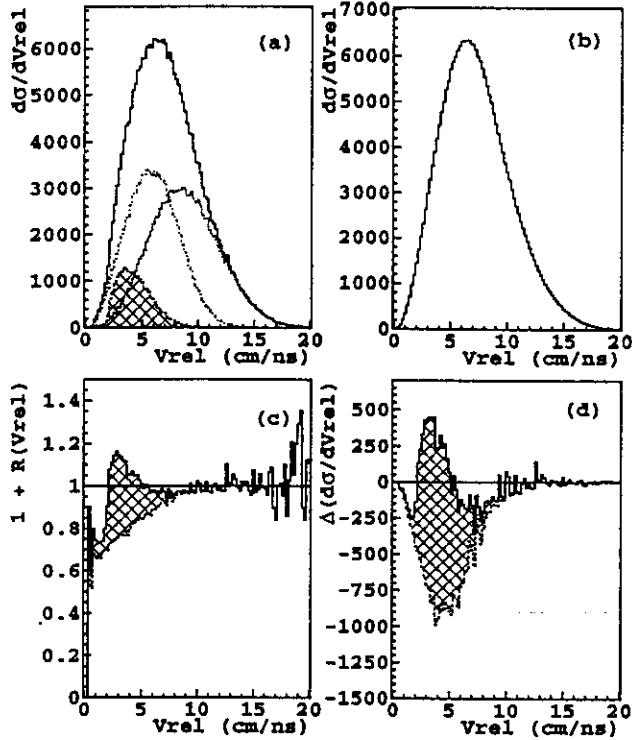 (a)
dσ/dVrel
6000
5000
4000
3000
2000
1000
0
0 5 10 15 20
Vrel (cm/ns)
(b)
dσ/dVrel
7000
6000
5000
4000
3000
2000
1000
0
0 5 10 15 20
Vrel (cm/ns)
(c)
1 + R(Vrel)
1.4
1.2
1
0.8
0.6
0.4
0.2
0
0 5 10 15 20
Vrel (cm/ns)
(d)
Δ(dσ/dVrel)
500
250
0
-250
-500
-750
-1000
-1250
-1500
0 5 10 15 20
Vrel (cm/ns)